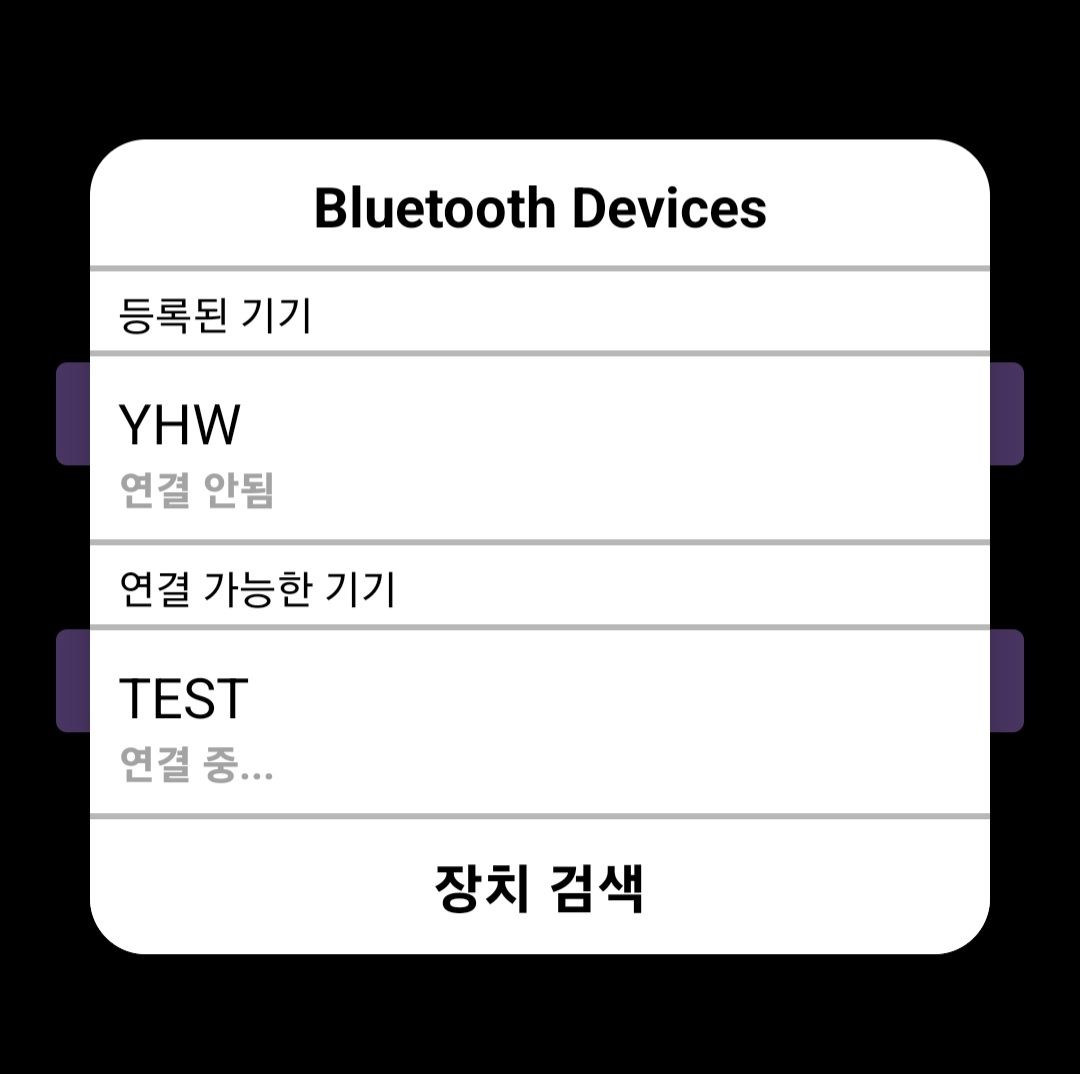 Bluetooth Devices
등록된 기기
YHW
연결 안됨
연결 가능한 기기
TEST
연결 중...
장치 검색